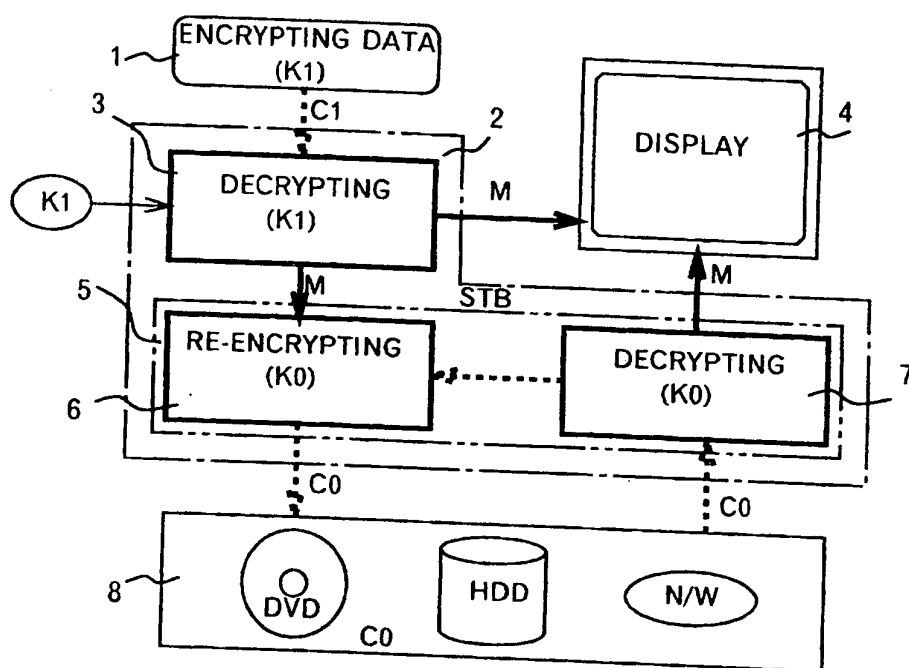 1
ENCRYPTING DATA
(K1)
C1
3
2
4
DECRYPTING
(K1)
K1
M
DISPLAY
M
M
STB
5
RE-ENCRYPTING
(K0)
6
DECRYPTING
(K0)
7
C0
C0
8
DVD
HDD
N/W
C0